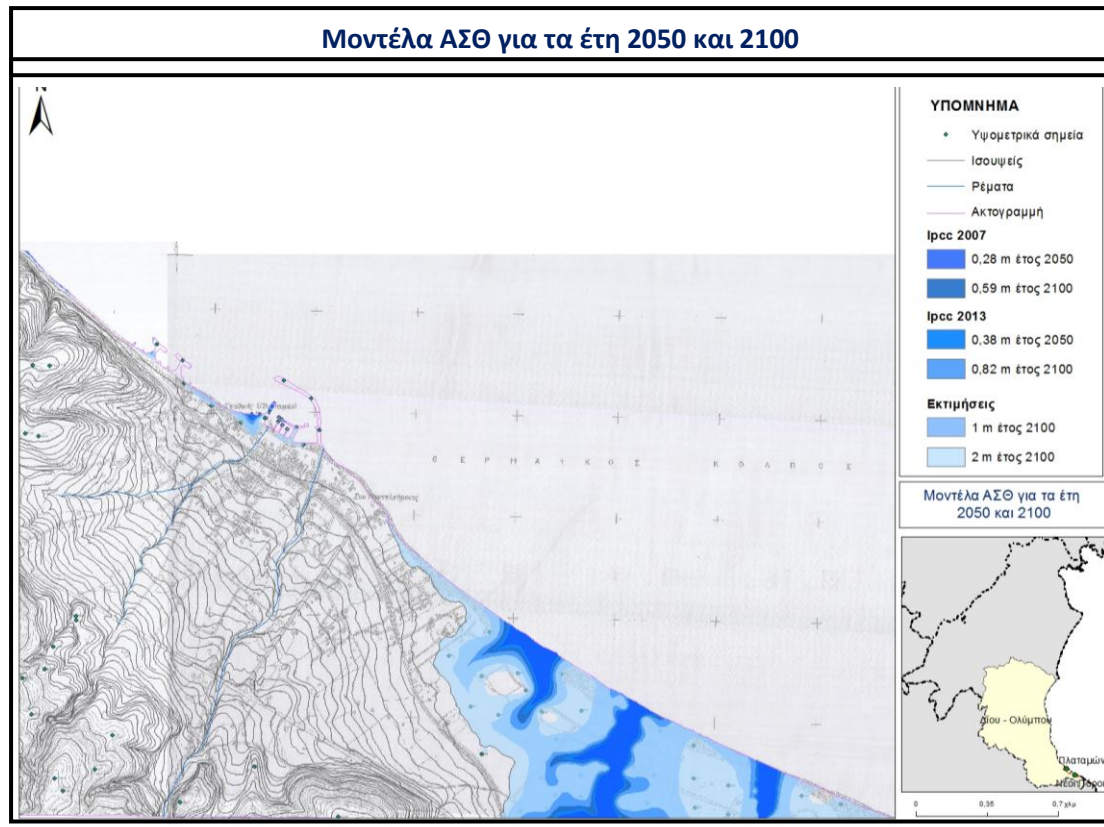 Μοντέλα ΑΣΘ για τα έτη 2050 και 2100
N
ΥΠΟΜΝΗΜΑ
Υψομετρικά σημεία
Ισουψείς
Ρέματα
Ακτογραμμή
Ipcc 2007
0,28 m έτος 2050
0,59 m έτος 2100
Ipcc 2013
0,38 m έτος 2050
0,82 m έτος 2100
Εκτιμήσεις
1 m έτος 2100
2 m έτος 2100
Θ Ε Ρ Μ Α Ϊ Κ Ο Σ Κ Ο Λ Π Ο Σ
Μοντέλα ΑΣΘ για τα έτη
2050 και 2100
Δίου - Ολύμπου
Πλαταμών
0 0,35 0,7 χλμ